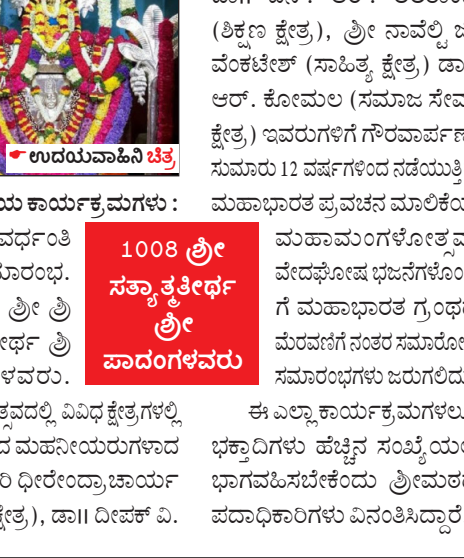 ಉದಯವಾಹಿನಿ ಚಿತ್ರ
ಯ ಕಾರ್ಯಕ್ರಮಗಳು :
ವರ್ಧಂತಿ
ಾರಂಭ.
ಶ್ರೀ ಶ್ರಿ
ೀರ್ಥ ಶ್ರಿ
ಳವರು.
1008 ಶ್ರೀ
ಸತ್ಯಾತ್ಮತೀರ್ಥ
ಶ್ರೀ
ಪಾದಂಗಳವರು
ತ್ಸವದಲ್ಲಿ ವಿವಿಧ ಕ್ಷೇತ್ರಗಳಲ್ಲಿ
ದ ಮಹನೀಯರುಗಳಾದ
ರಿ ಧೀರೇಂದ್ರಾಚಾರ್ಯ
ಕ್ಷೇತ್ರ), ಡಾ॥ ದೀಪಕ್ ವಿ.
(ಶಿಕ್ಷಣ ಕ್ಷೇತ್ರ), ಶ್ರೀ ನಾವೆಲ್ಟಿ
ವೆಂಕಟೇಶ್ (ಸಾಹಿತ್ಯ ಕ್ಷೇತ್ರ) ಡಾ
ಆರ್. ಕೋಮಲ (ಸಮಾಜ ಸೇವ
ಕ್ಷೇತ್ರ) ಇವರುಗಳಿಗೆ ಗೌರವಾರ್ಪಣ
ಸುಮಾರು 12 ವರ್ಷಗಳಿಂದ ನಡೆಯುತ್ತಿ
ಮಹಾಭಾರತ ಪ್ರವಚನ ಮಾಲಿಕೆಯ
ಮಹಾಮಂಗಳೋತ್ಸವ
ವೇದಘೋಷ ಭಜನೆಗಳೊಂ
ಗೆ ಮಹಾಭಾರತ ಗ್ರಂಥ
ಮೆರವಣಿಗೆ ನಂತರ ಸಮಾರೋ
ಸಮಾರಂಭಗಳು ಜರುಗಲಿದು
ಈ ಎಲ್ಲಾ ಕಾರ್ಯಕ್ರಮಗಳಲು
ಭಕ್ತಾದಿಗಳು ಹೆಚ್ಚಿನ ಸಂಖ್ಯೆಯ
ಭಾಗವಹಿಸಬೇಕೆಂದು ಶ್ರೀಮಠದ
ಪದಾಧಿಕಾರಿಗಳು ವಿನಂತಿಸಿದ್ದಾರೆ